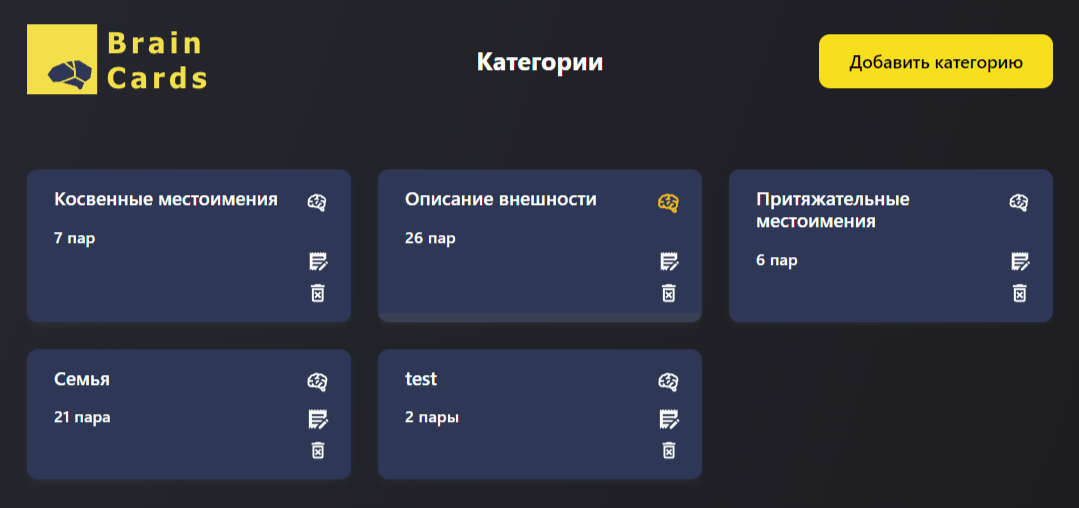 Brain
Cards
Категории
Добавить категорию
Косвенные местоимения
7 пар
Описание внешности
26 пар
Притяжательные
местоимения
6 пар
Семья
21 пара
test
2 пары